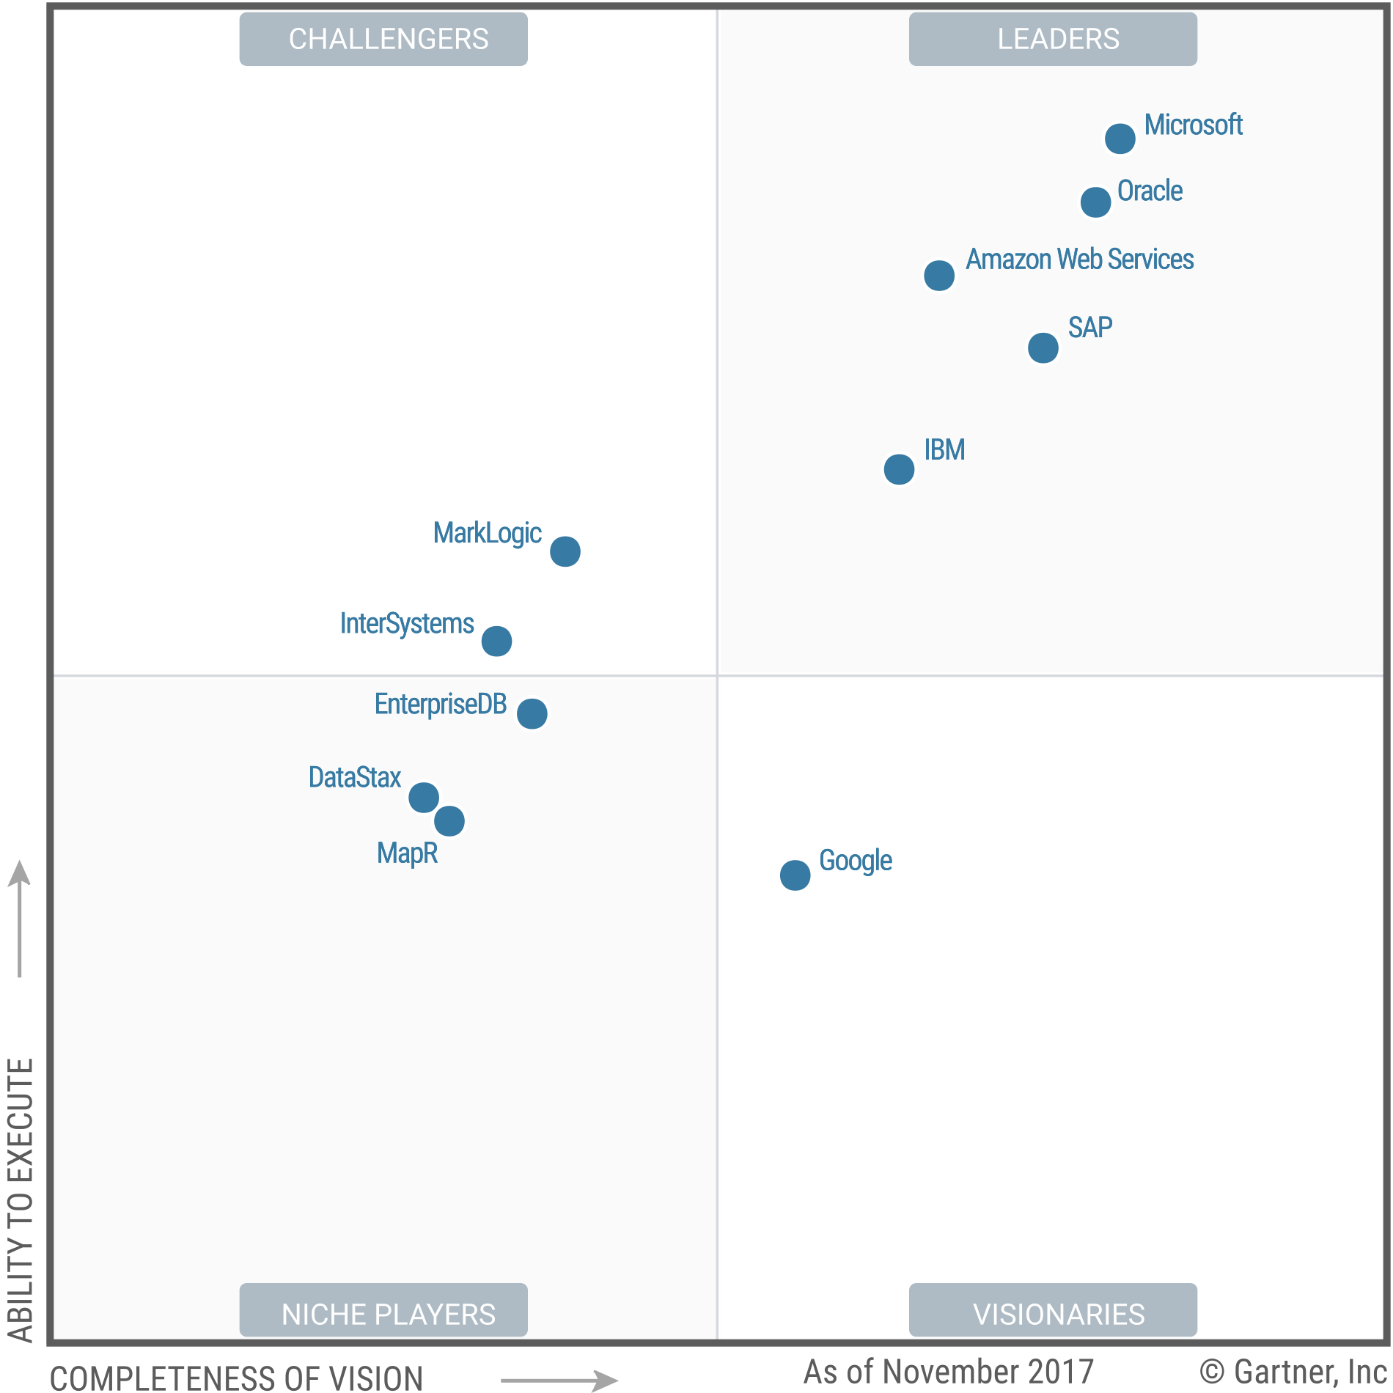 CHALLENGERS
LEADERS
Microsoft
Oracle
Amazon Web Services
SAP
IBM
MarkLogic
InterSystems
EnterpriseDB
DataStax
MapR
Google
ABILITY TO EXECUTE
NICHE PLAYERS
VISIONARIES
COMPLETENESS OF VISION
As of November 2017
© Gartner, Inc